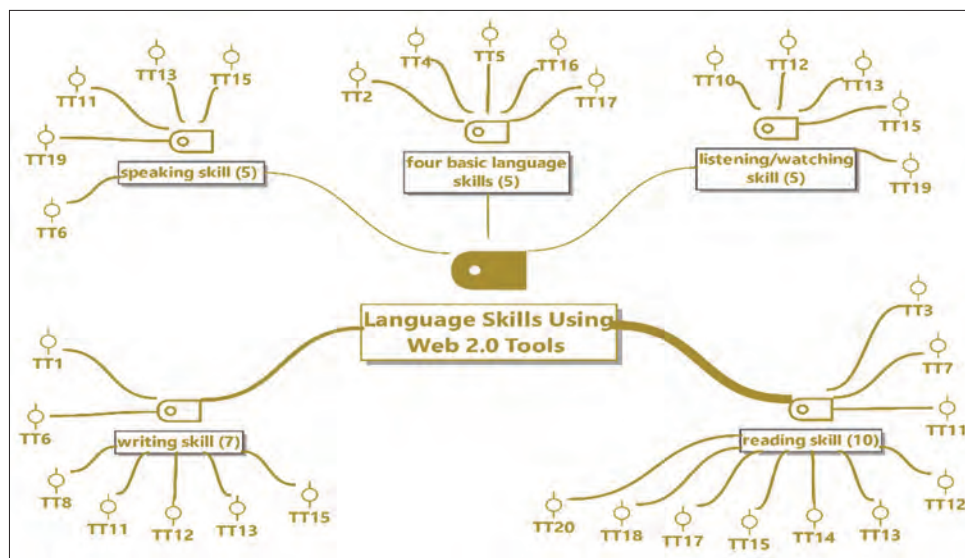 TT13
TT15
TT11
TT19
TT6
speaking skill (5)
TT5
TT4
TT16
TT2
TT17
four basic language
skills (5)
TT12
TT10
TT13
TT15
TT19
listening/watching
skill (5)
Language Skills Using
Web 2.0 Tools
TT1
TT6
writing skill (7)
TT8
TT11
TT12
TT13
TT15
TT3
TT7
TT11
reading skill (10)
TT12
TT20
TT18
TT17
TT15
TT14
TT13